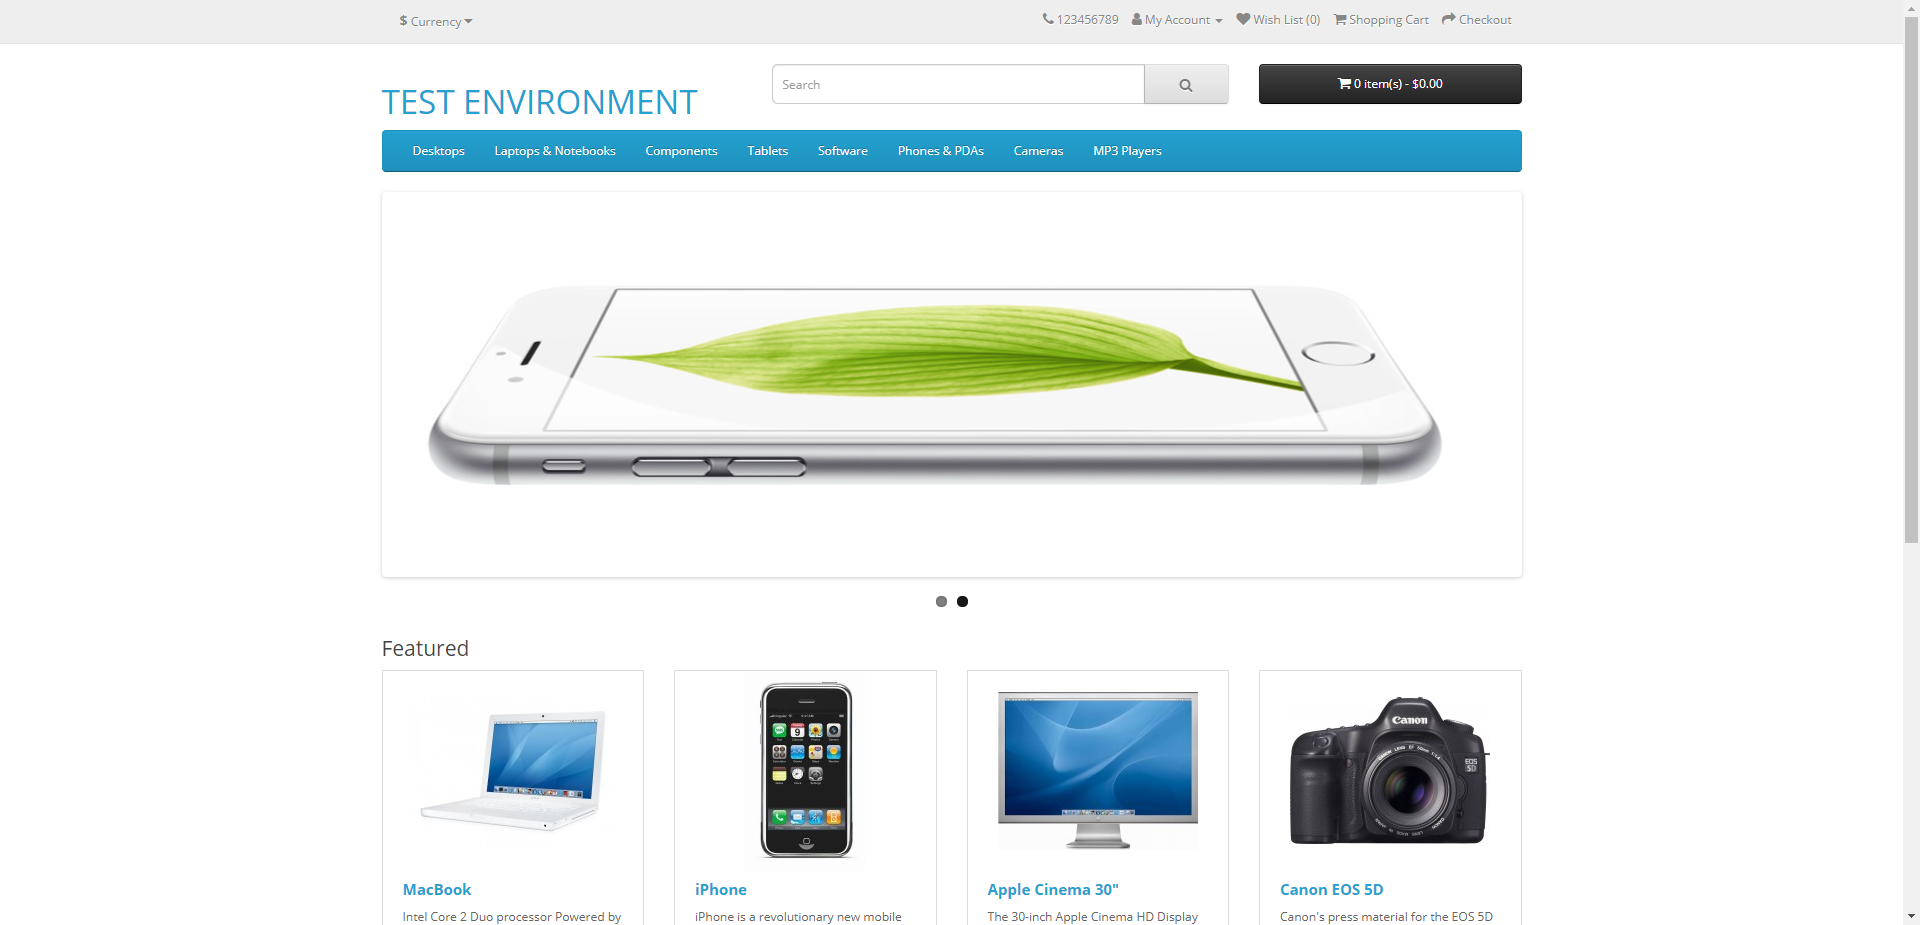 $ Currency
123456789 My Account Wish List (0) Shopping Cart Checkout
TEST ENVIRONMENT
Search
0 item(s) - $0.00
Desktops Laptops & Notebooks Components Tablets Software Phones & PDAs Cameras MP3 Players
Featured
Canon
EOS
5D
MacBook
iPhone
Apple Cinema 30"
Canon EOS 5D
Intel Core 2 Duo processor Powered by
iPhone is a revolutionary new mobile
The 30-inch Apple Cinema HD Display
Canon's press material for the EOS 5D